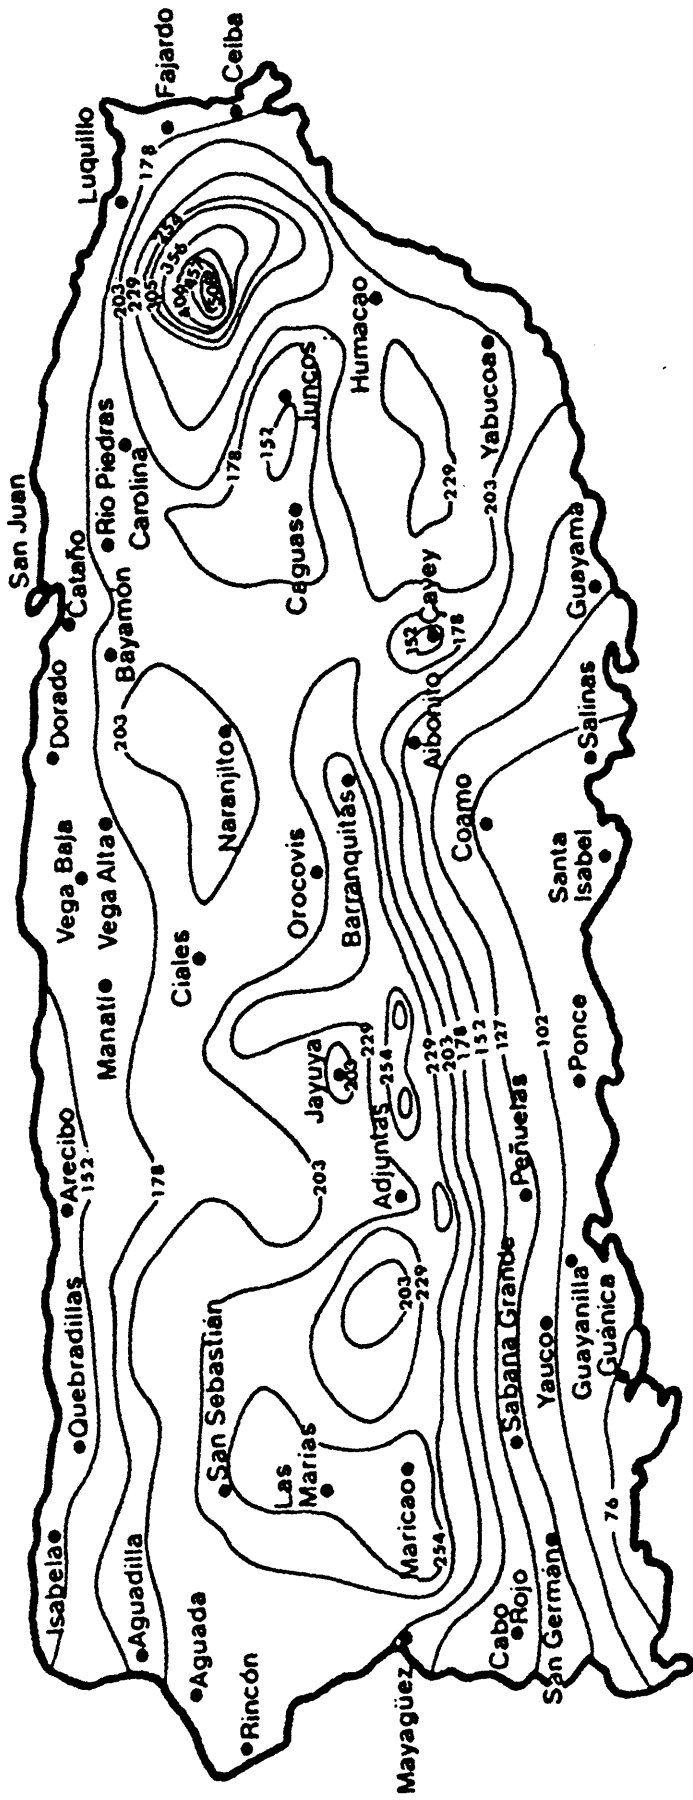 San Juan
Isabela
Quebradillas
Arecibo
152
Dorado
Cataño
Luquillo
Fajardo
Ceiba
Aguadilla
Aguada
Rincón
178
Manatí
Vega Baja
Vega Alta
203
Bayamón
Río Piedras
Carolina
203
229
305
254
356
178
San Sebastián
Las
Marías
Maricao
254
203
229
203
Jayuya
203
Ciales
Orocovis
Naranjito
Barranquitas
Caguas
178
152
Juncos
Humacao
Adjuntas
229
254
Aibonito
Cayey
152
178
229
203
Yabucoa
Mayagüez
229
203
178
152
127
102
Cabo
Rojo
San Germán
Sabana Grande
Yauco
Peñuelas
Guayanilla
Guánica
76
Ponce
Coamo
Santa
Isabel
Salinas
Guayama